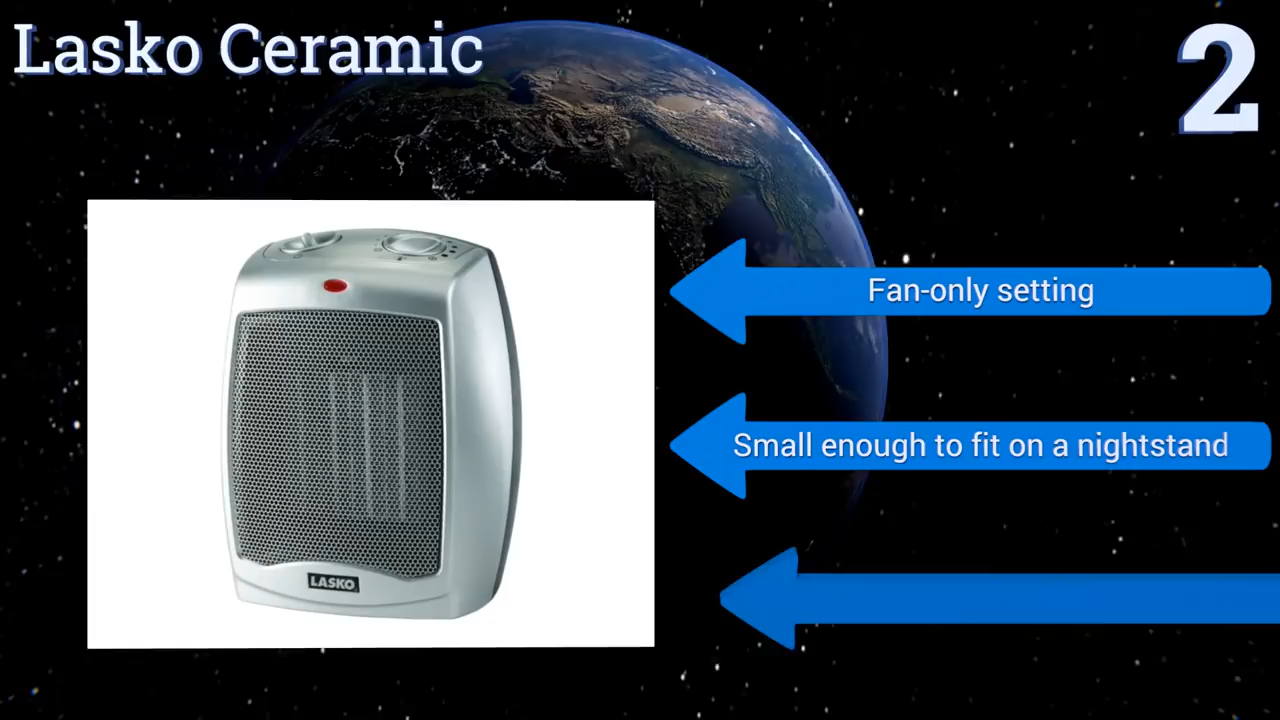 Lasko Ceramic
2
Fan-only setting
Small enough to fit on a nightstand
LASKO